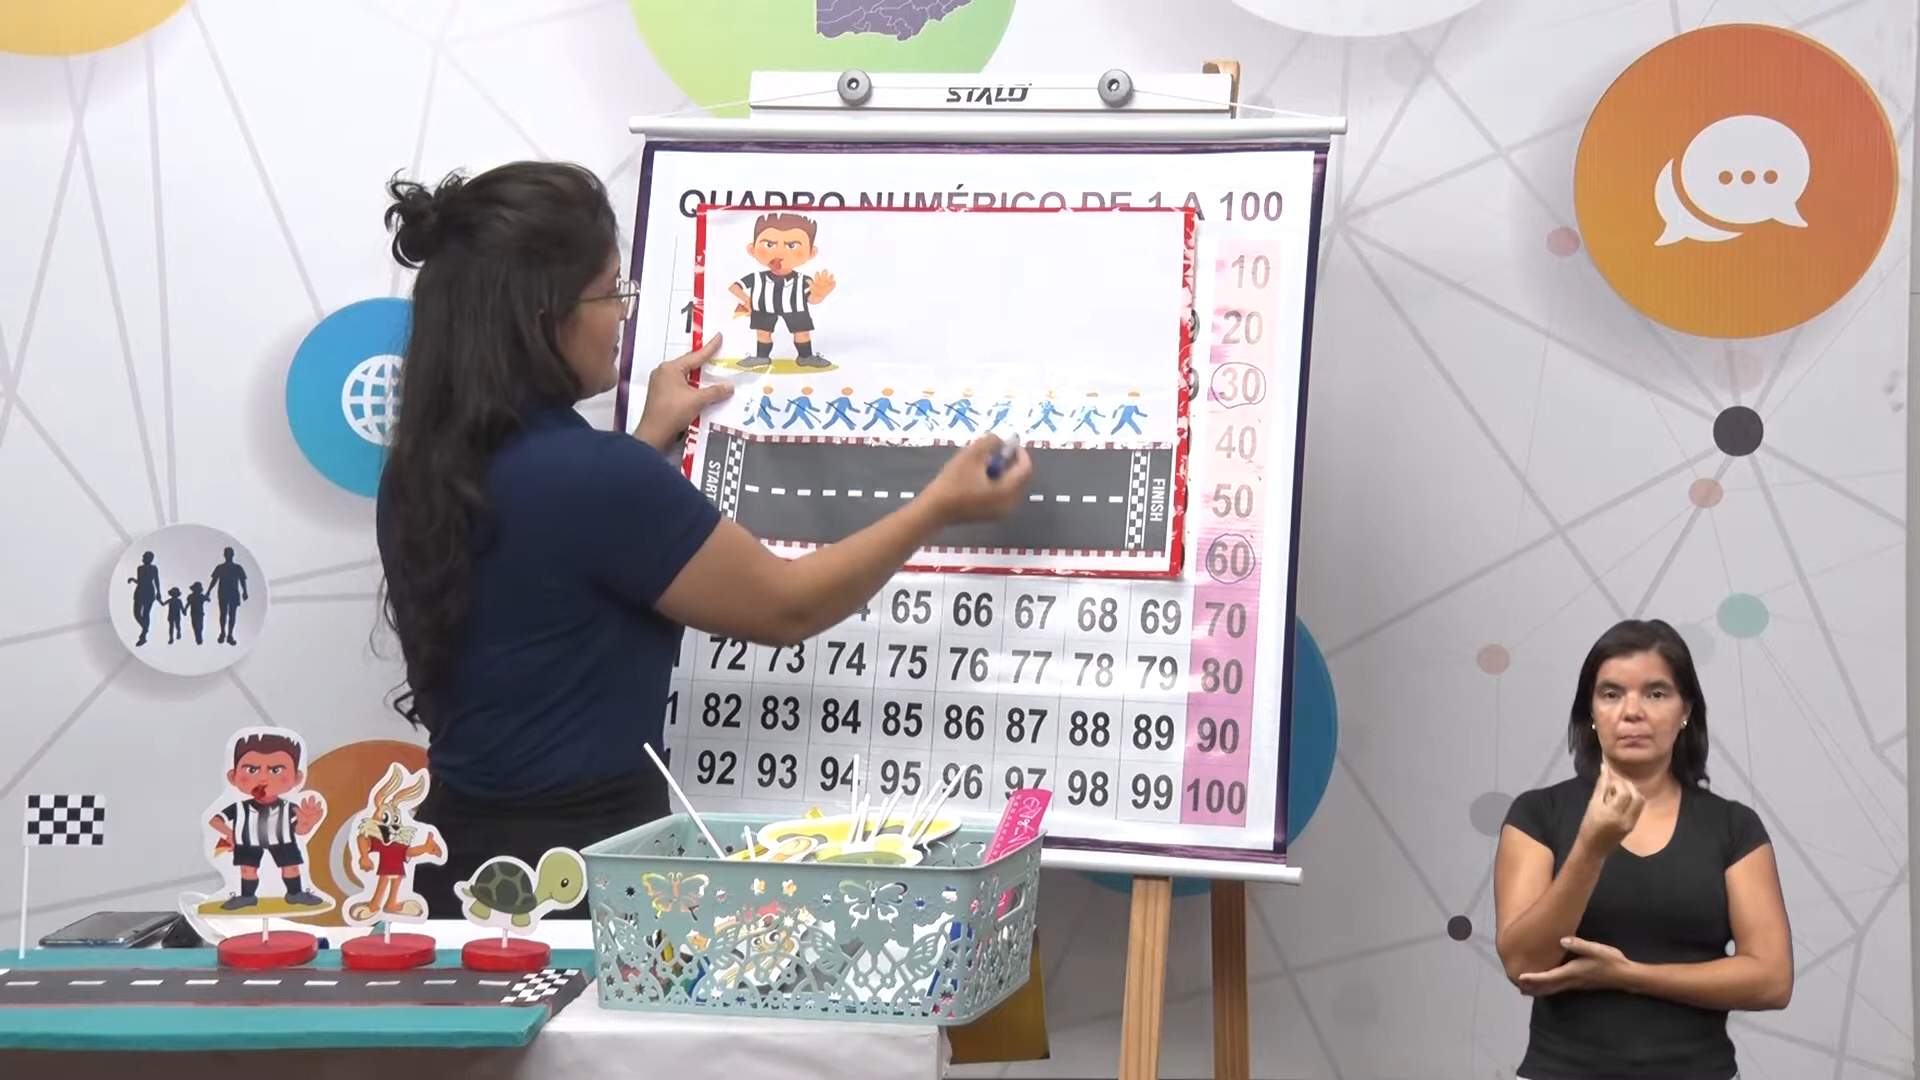 STALO
QUADRO NUMÉRICO DE 1 A 100
10
20
30
40
50
START
FINISH
60
65 66 67 68 69 70
72 73 74 75 76 77 78 79 80
82 83 84 85 86 87 88 89 90
92 93 94 95 96 97 98 99 100